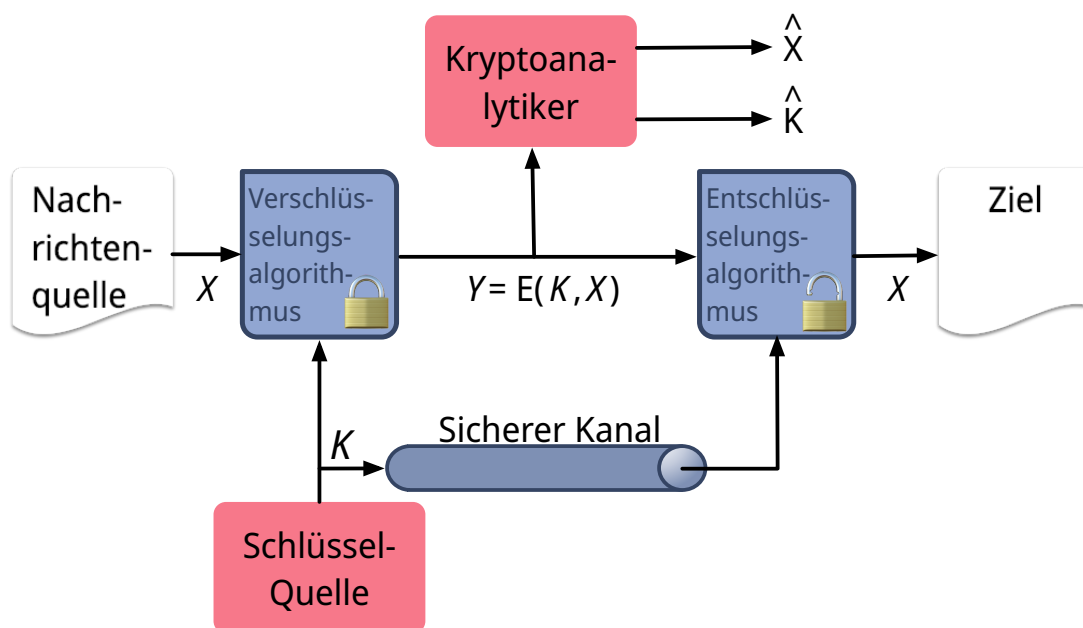 Kryptoana-
lytiker
X̂
K̂
Nach-
richten-
quelle
X
Verschlüs-
selungs-
algorith-
mus
Y = E(K, X)
Entschlüs-
selungs-
algorith-
mus
X
Ziel
K
Sicherer Kanal
Schlüssel-
Quelle